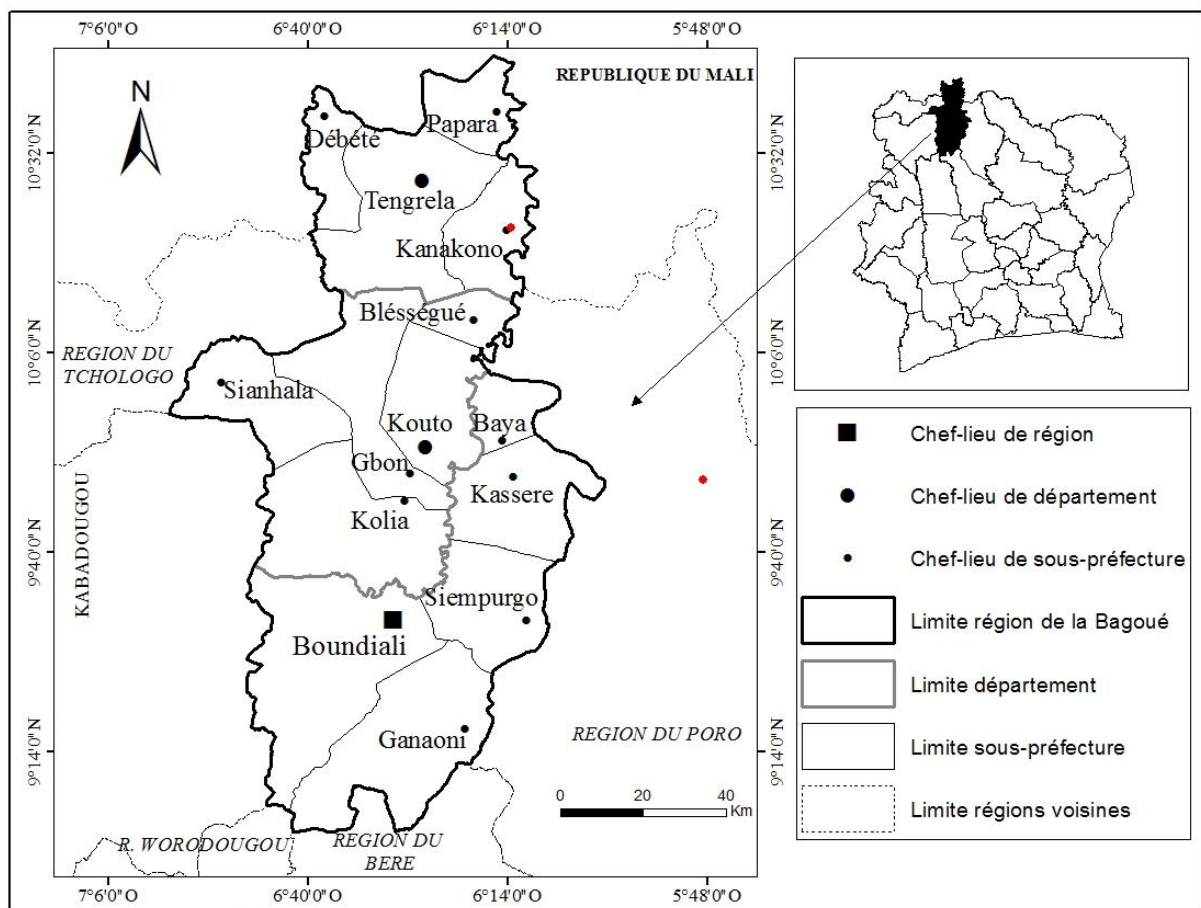 7°6'0"O 6°40'0"O 6°14'0"O 5°48'0"O
REPUBLIQUE DU MALI
N
Papara
Débété
10°32'0"N 10°32'0"N
Tengrela
Kanakono
Blésségué
10°6'0"N 10°6'0"N
REGION DU
TCHOLOGO
Sianhala
Kouto
Baya
Gbon
Kassere
Kolia
KABADOUGOU
9°40'0"N 9°40'0"N
Siempurgo
Boundiali
Ganaoni
REGION DU PORO
9°14'0"N 9°14'0"N
0 20 40
Km
R. WORODOUGOU
REGION DU
BERE
7°6'0"O 6°40'0"O 6°14'0"O 5°48'0"O
Chef-lieu de région
Chef-lieu de département
Chef-lieu de sous-préfecture
Limite région de la Bagoué
Limite département
Limite sous-préfecture
Limite régions voisines